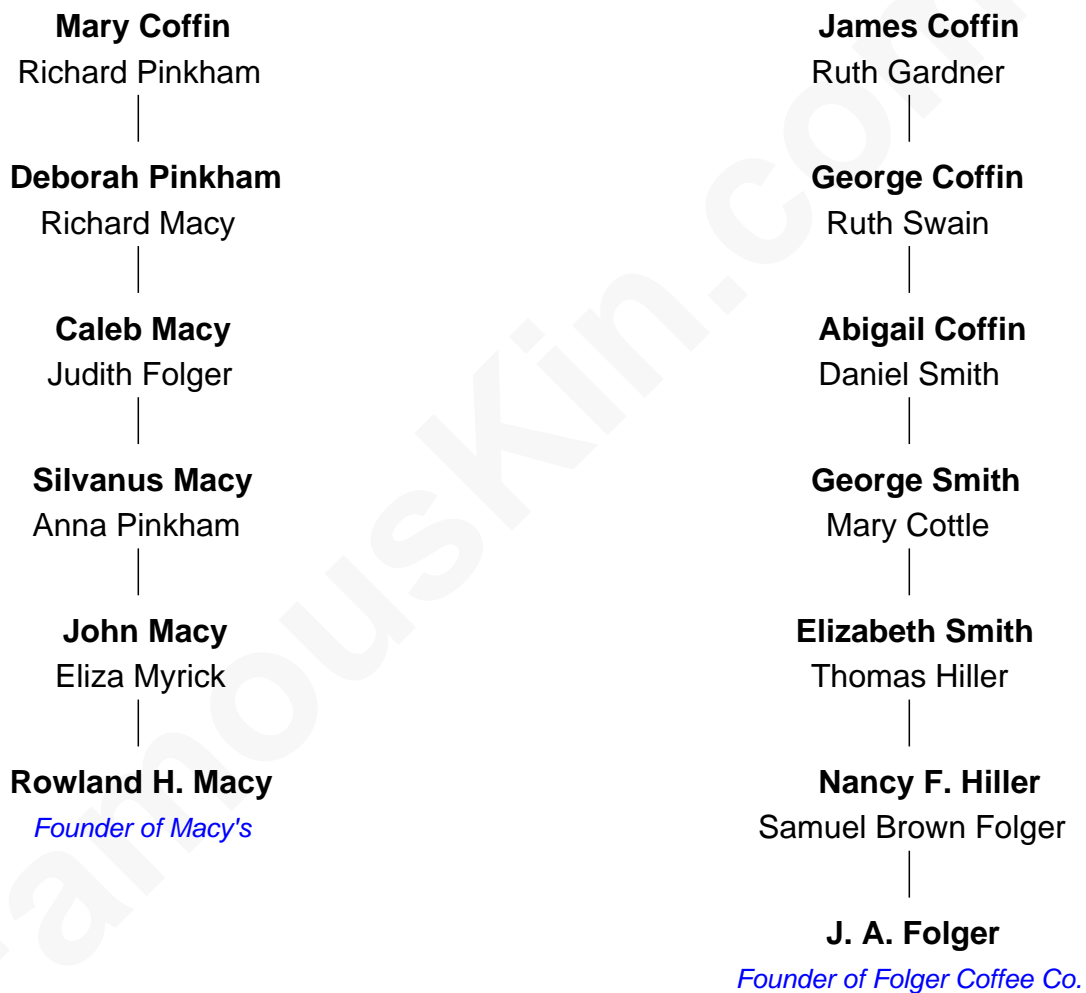 Mary Coffin
Richard Pinkham
Deborah Pinkham
Richard Macy
Caleb Macy
Judith Folger
Silvanus Macy
Anna Pinkham
John Macy
Eliza Myrick
Rowland H. Macy
Founder of Macy's
James Coffin
Ruth Gardner
George Coffin
Ruth Swain
Abigail Coffin
Daniel Smith
George Smith
Mary Cottle
Elizabeth Smith
Thomas Hiller
Nancy F. Hiller
Samuel Brown Folger
J. A. Folger
Founder of Folger Coffee Co.
FamousKin.com